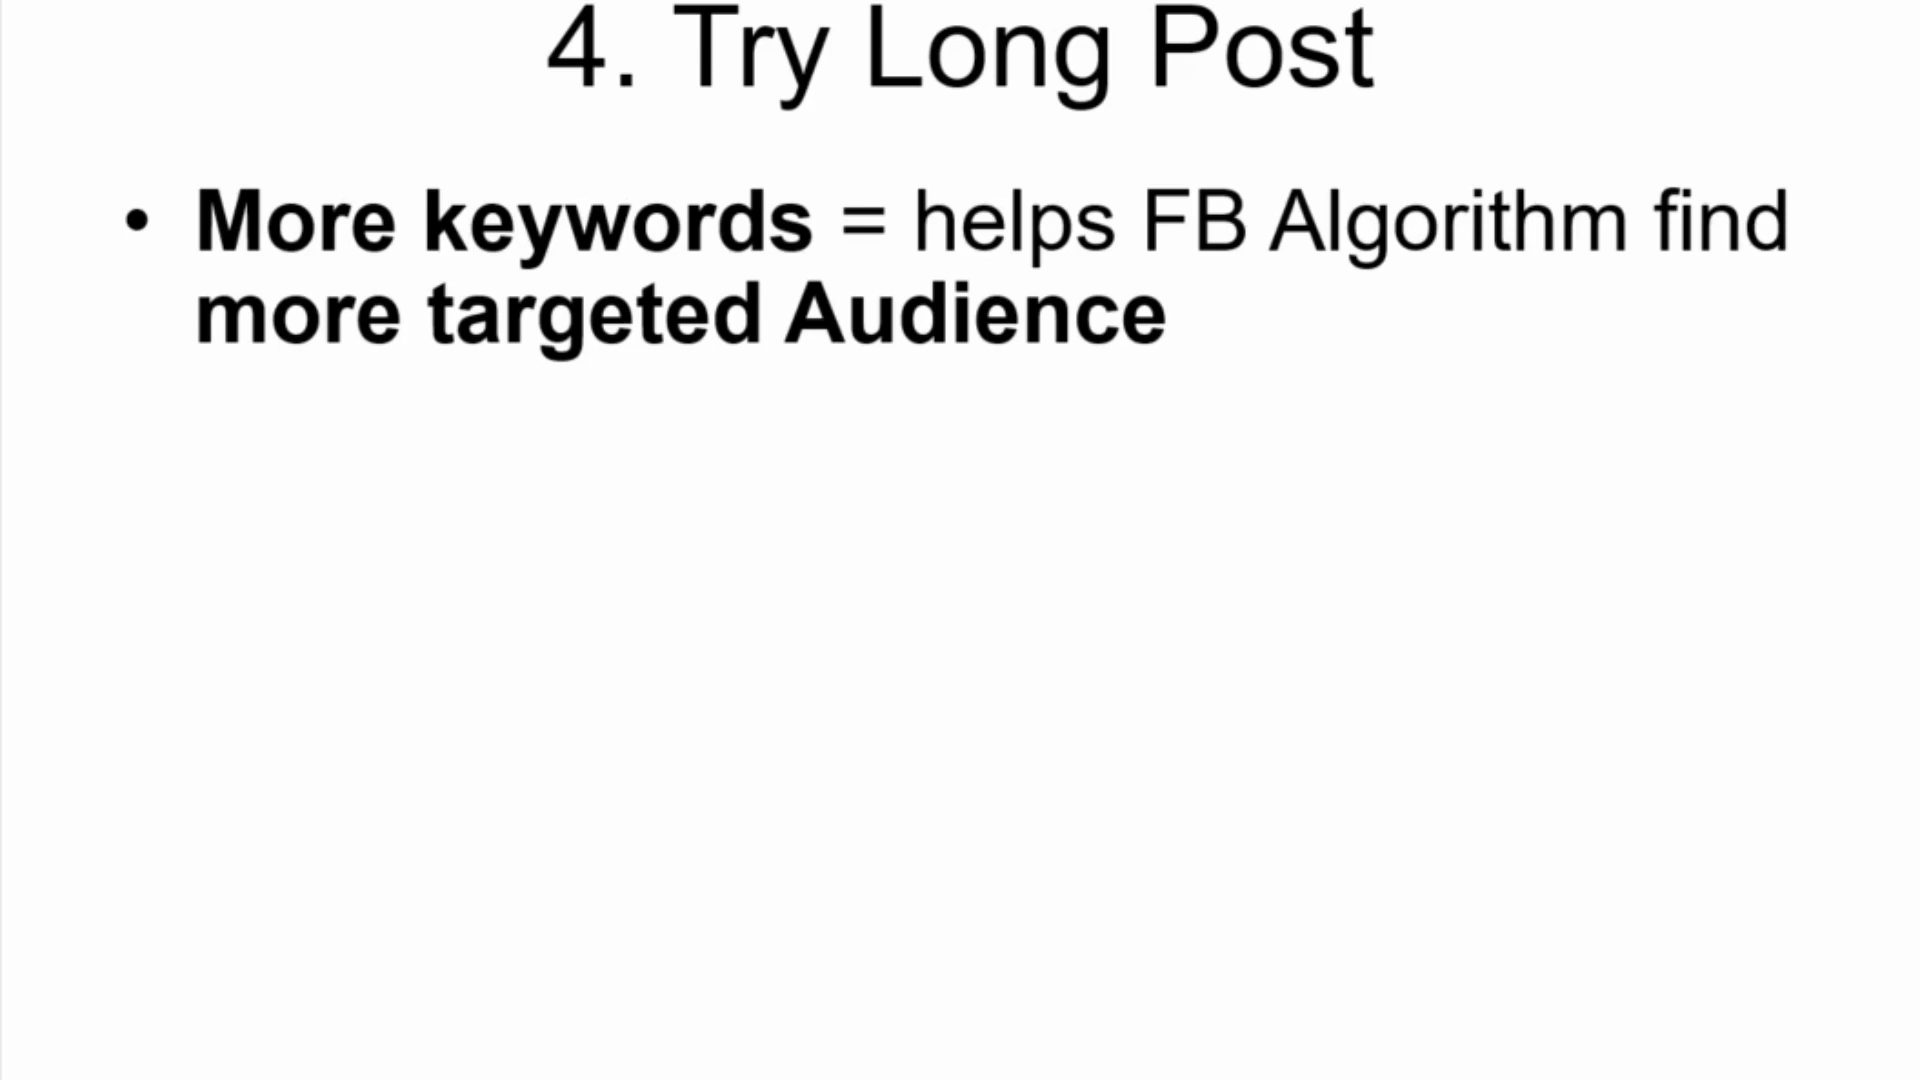 4. Try Long Post
• More keywords = helps FB Algorithm find
more targeted Audience